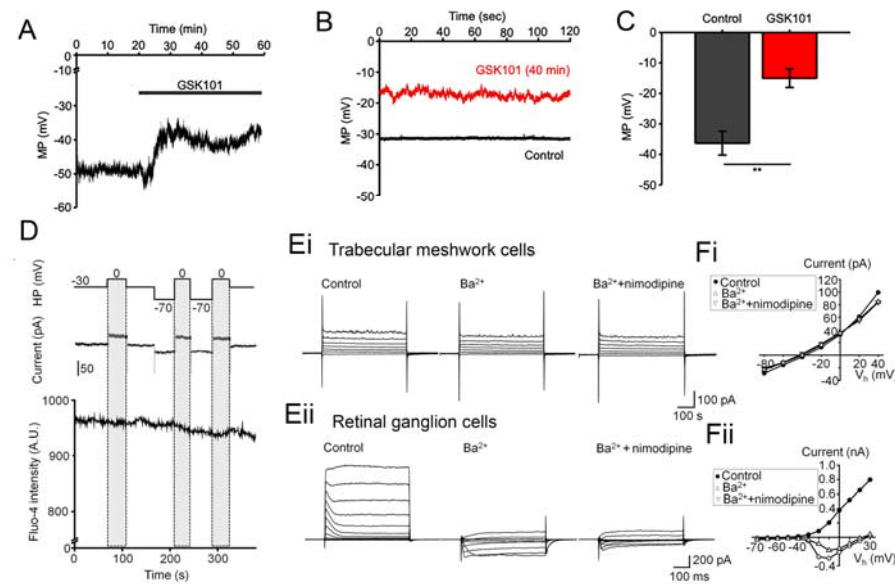 A
Time (min)
0 10 20 30 40 50 60
0
-10
-30
-40
-50
-60
MP (mV)
GSK101
B
Time (sec)
0 20 40 60 80 100 120
0
-10
-20
-30
-40
-50
MP (mV)
GSK101 (40 min)
Control
C
Control GSK101
0
-10
-20
-30
-40
-50
MP (mV)
**
D
HP (mV)
-30 0 0 0
-70 -70
Current (pA)
50
Fluo-4 intensity (A.U.)
1000
900
800
0
0 100 200 300
Time (s)
Ei Trabecular meshwork cells
Control Ba²⁺ Ba²⁺+nimodipine
100 pA
100 s
Eii Retinal ganglion cells
Control Ba²⁺ Ba²⁺ + nimodipine
200 pA
100 ms
Fi
Current (pA)
Control
Ba²⁺
Ba²⁺+nimodipine
120
100
80
60
40
-40
-80 -60 -40 -20 0 20 40
Vₕ (mV)
Fii
Current (nA)
Control
Ba²⁺
Ba²⁺+nimodipine
1.0
0.8
0.6
0.4
-0.4
-70 -60 -40 30
Vₕ (mV)